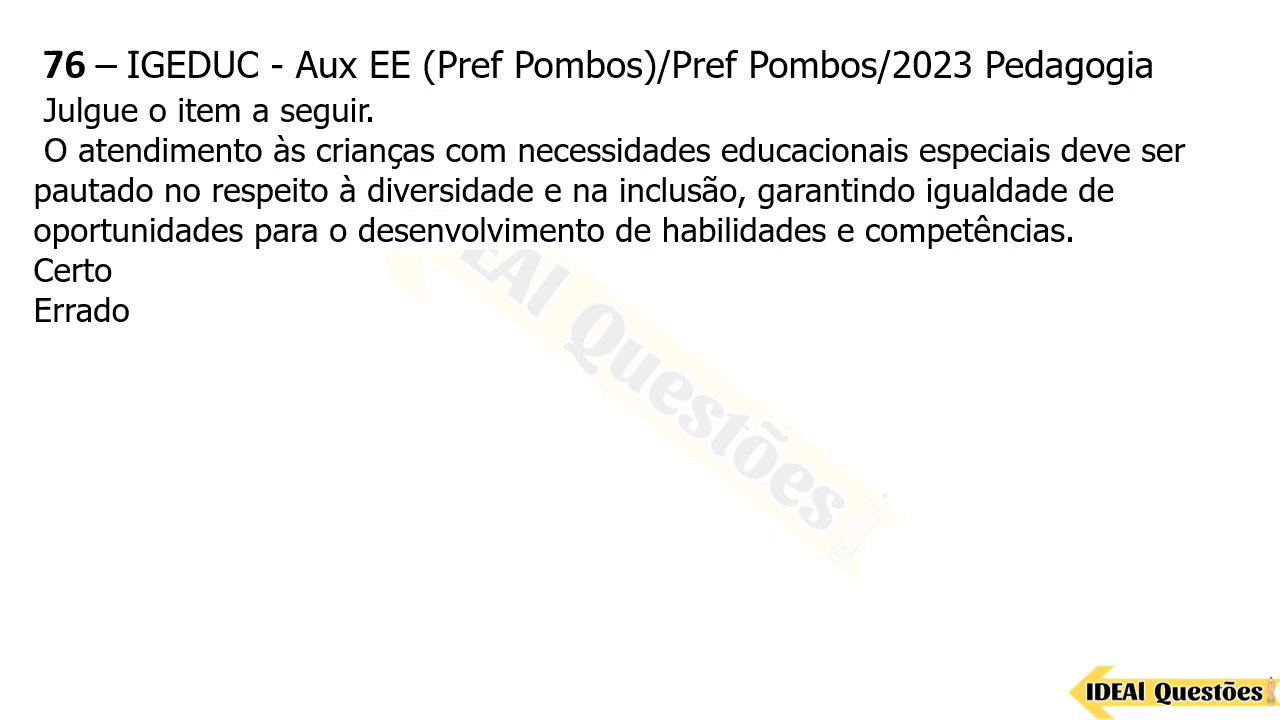 76 – IGEDUC - Aux EE (Pref Pombos)/Pref Pombos/2023 Pedagogia
Julgue o item a seguir.
O atendimento às crianças com necessidades educacionais especiais deve ser
pautado no respeito à diversidade e na inclusão, garantindo igualdade de
oportunidades para o desenvolvimento de habilidades e competências.
Certo
Errado
IDEAl Questões
IDEAl Questões